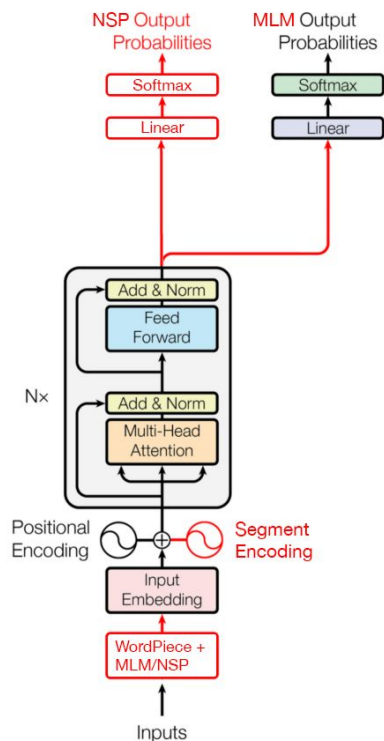 NSP Output
Probabilities
MLM Output
Probabilities
Softmax
Softmax
Linear
Linear
Add & Norm
Feed
Forward
N×
Add & Norm
Multi-Head
Attention
Positional
Encoding
Segment
Encoding
Input
Embedding
WordPiece +
MLM/NSP
Inputs